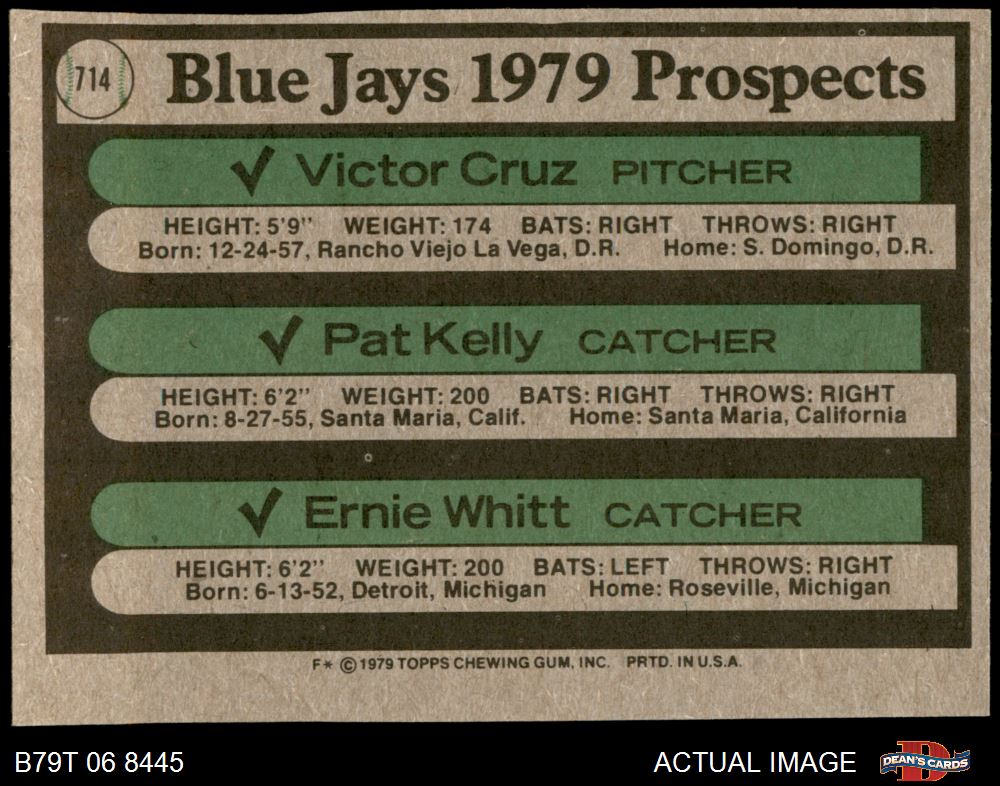 714
Blue Jays 1979 Prospects
✓ Victor Cruz PITCHER
HEIGHT: 5'9" WEIGHT: 174 BATS: RIGHT THROWS: RIGHT
Born: 12-24-57, Rancho Viejo La Vega, D.R. Home: S. Domingo, D.R.
✓ Pat Kelly CATCHER
HEIGHT: 6'2" WEIGHT: 200 BATS: RIGHT THROWS: RIGHT
Born: 8-27-55, Santa Maria, Calif. Home: Santa Maria, California
✓ Ernie Whitt CATCHER
HEIGHT: 6'2" WEIGHT: 200 BATS: LEFT THROWS: RIGHT
Born: 6-13-52, Detroit, Michigan Home: Roseville, Michigan
F* © 1979 TOPPS CHEWING GUM, INC. PRTD. IN U.S.A.
B79T 06 8445
ACTUAL IMAGE
D
DEAN'S CARDS